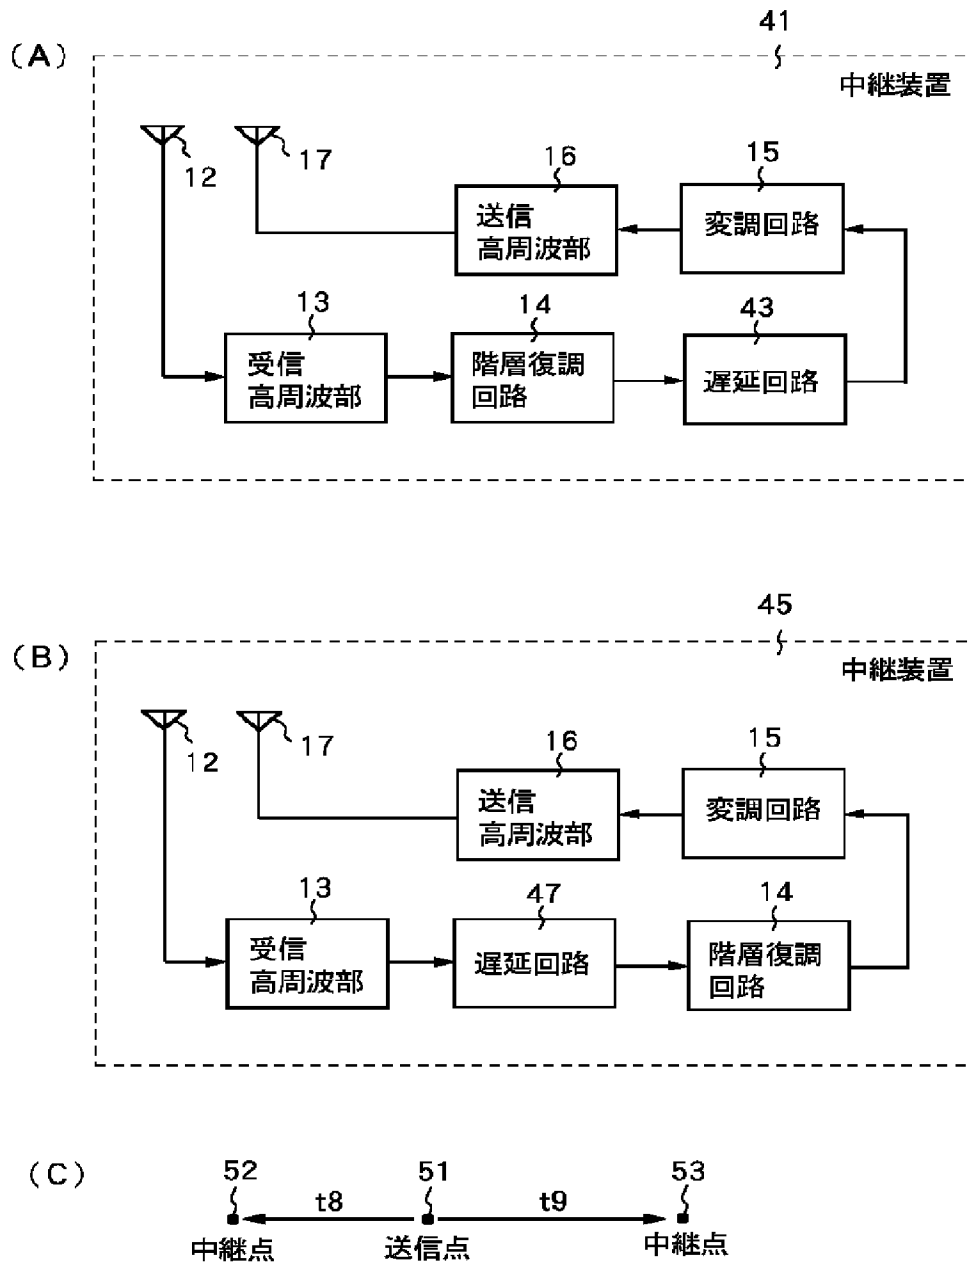 41
(A)
中継装置
12
17
16
15
送信
高周波部
変調回路
13
14
43
受信
高周波部
階層復調
回路
遅延回路
45
(B)
中継装置
12
17
16
15
送信
高周波部
変調回路
13
47
14
受信
高周波部
遅延回路
階層復調
回路
(C)
52
51
53
t8
t9
中継点
送信点
中継点